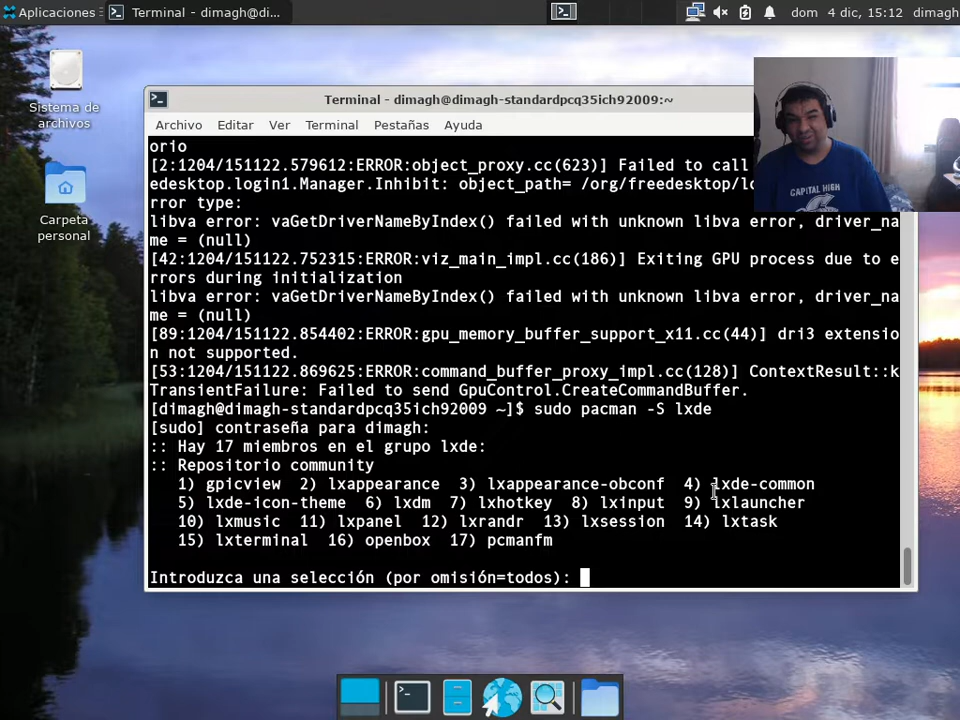 Aplicaciones
Terminal - dimagh@di...
dom 4 dic, 15:12
dimagh
Sistema de
archivos
Carpeta
personal
Terminal - dimagh@dimagh-standardpcq35ich92009:~
Archivo Editar Ver Terminal Pestañas Ayuda
orio
[2:1204/151122.579612:ERROR:object_proxy.cc(623)] Failed to call
edesktop.login1.Manager.Inhibit: object_path= /org/freedesktop/lo
rror type:
libva error: vaGetDriverNameByIndex() failed with unknown libva error, driver_na
me = (null)
[42:1204/151122.752315:ERROR:viz_main_impl.cc(186)] Exiting GPU process due to e
rrors during initialization
libva error: vaGetDriverNameByIndex() failed with unknown libva error, driver_na
me = (null)
[89:1204/151122.854402:ERROR:gpu_memory_buffer_support_x11.cc(44)] dri3 extensio
n not supported.
[53:1204/151122.869625:ERROR:command_buffer_proxy_impl.cc(128)] ContextResult::k
TransientFailure: Failed to send GpuControl.CreateCommandBuffer.
[dimagh@dimagh-standardpcq35ich92009 ~]$ sudo pacman -S lxde
[sudo] contraseña para dimagh:
:: Hay 17 miembros en el grupo lxde:
:: Repositorio community
1) gpicview 2) lxappearance 3) lxappearance-obconf 4) lxde-common
5) lxde-icon-theme 6) lxdm 7) lxhotkey 8) lxinput 9) lxlauncher
10) lxmusic 11) lxpanel 12) lxrandr 13) lxsession 14) lxtask
15) lxterminal 16) openbox 17) pcmanfm
Introduzca una selección (por omisión=todos):
CAPITAL HIGH